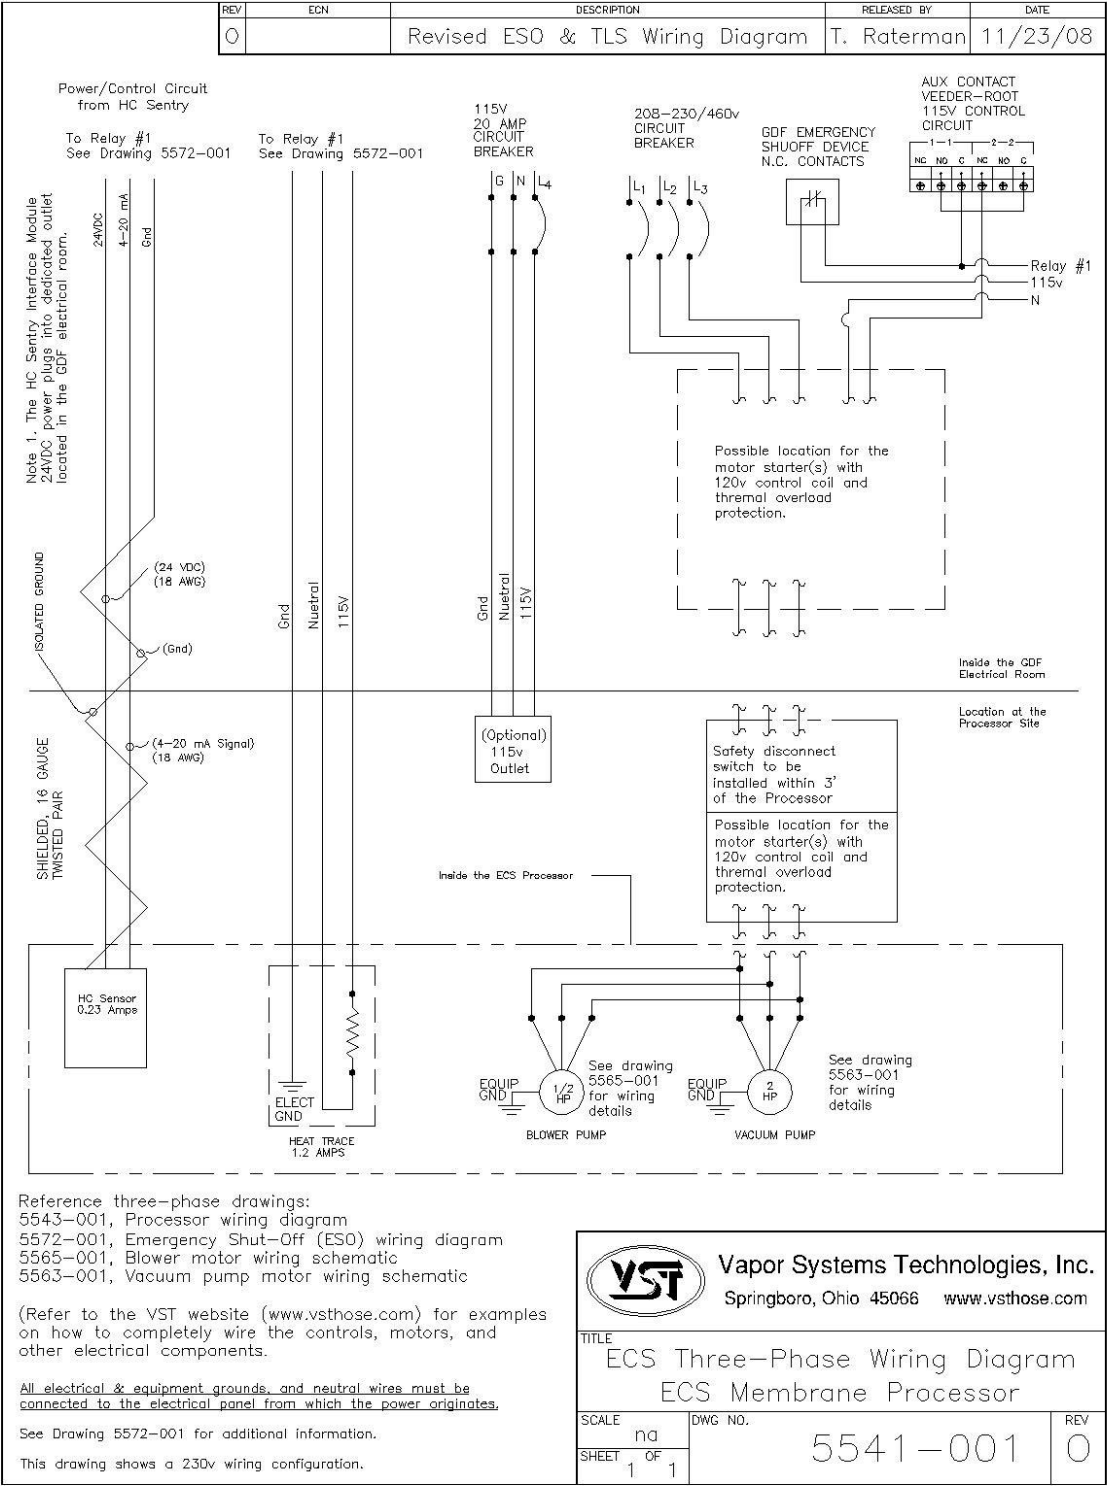 REV
ECN
DESCRIPTION
RELEASED BY
DATE
O
Revised ESO & TLS Wiring Diagram
T. Raterman
11/23/08
Power/Control Circuit
from HC Sentry
To Relay #1
See Drawing 5572-001
To Relay #1
See Drawing 5572-001
115V
20 AMP
CIRCUIT
BREAKER
208-230/460v
CIRCUIT
BREAKER
GDF EMERGENCY
SHUOFF DEVICE
N.C. CONTACTS
AUX CONTACT
VEEDER-ROOT
115V CONTROL
CIRCUIT
1-1
2-2
NC NO C NC NO C
G N L4
L1 L2 L3
24VDC
4-20 mA
Gnd
Note 1. The HC Sentry Interface Module
24VDC power plugs into dedicated outlet
located in the GDF electrical room.
Relay #1
115v
N
Possible location for the
motor starter(s) with
120v control coil and
thremal overload
protection.
ISOLATED GROUND
(24 VDC)
(18 AWG)
(Gnd)
Gnd
Nuetral
115V
Gnd
Nuetral
115V
Inside the GDF
Electrical Room
Location at the
Processor Site
(4-20 mA Signal)
(18 AWG)
SHIELDED, 16 GAUGE
TWISTED PAIR
(Optional)
115v
Outlet
Safety disconnect
switch to be
installed within 3'
of the Processor
Possible location for the
motor starter(s) with
120v control coil and
thremal overload
protection.
Inside the ECS Processor
HC Sensor
0.23 Amps
ELECT
GND
HEAT TRACE
1.2 AMPS
EQUIP
GND
1/2
HP
See drawing
5565-001
for wiring
details
BLOWER PUMP
EQUIP
GND
2
HP
See drawing
5563-001
for wiring
details
VACUUM PUMP
Reference three-phase drawings:
5543-001, Processor wiring diagram
5572-001, Emergency Shut-Off (ESO) wiring diagram
5565-001, Blower motor wiring schematic
5563-001, Vacuum pump motor wiring schematic
(Refer to the VST website (www.vsthose.com) for examples
on how to completely wire the controls, motors, and
other electrical components.
All electrical & equipment grounds, and neutral wires must be
connected to the electrical panel from which the power originates.
See Drawing 5572-001 for additional information.
This drawing shows a 230v wiring configuration.
VST
Vapor Systems Technologies, Inc.
Springboro, Ohio 45066 www.vsthose.com
TITLE
ECS Three-Phase Wiring Diagram
ECS Membrane Processor
SCALE
na
SHEET OF
1 1
DWG NO.
5541-001
REV
O